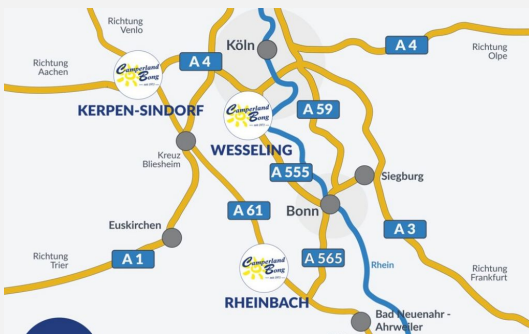 Richtung
Venlo
Köln
A 4
A 4
Richtung
Olpe
Richtung
Aachen
Camperland
Bong
KERPEN-SINDORF
Camperland
Bong
A 59
WESSELING
Kreuz
Bliesheim
A 555
Siegburg
A 61
Bonn
Euskirchen
A 3
Richtung
Trier
A 1
Camperland
Bong
A 565
Rhein
Richtung
Frankfurt
RHEINBACH
Bad Neuenahr -
Ahrweiler